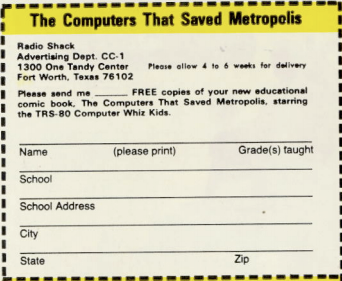 The Computers That Saved Metropolis
Radio Shack
Advertising Dept. CC-1
1300 One Tandy Center Please allow 4 to 6 weeks for delivery
Fort Worth, Texas 76102
Please send me ______ FREE copies of your new educational
comic book, The Computers That Saved Metropolis, starring
the TRS-80 Computer Whiz Kids.
Name (please print) Grade(s) taught
School
School Address
City
State Zip